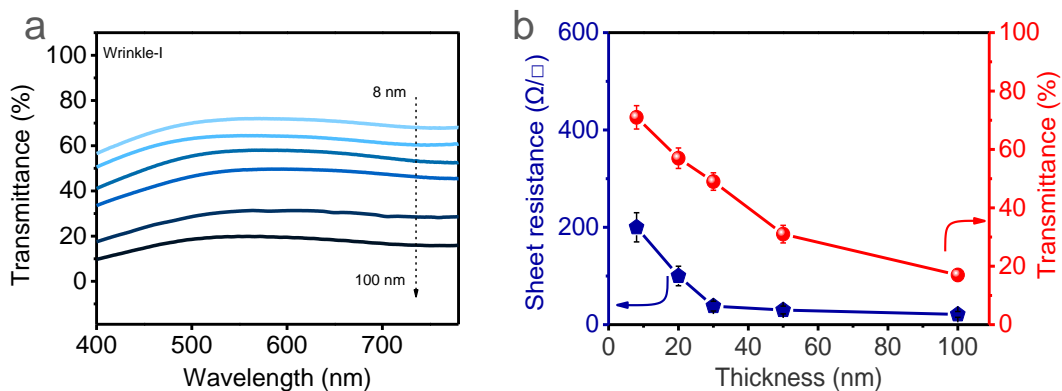 a
Wrinkle-I
8 nm
100 nm
Transmittance (%)
100
80
60
40
20
0
400
500
600
700
Wavelength (nm)
b
Sheet resistance (Ω/□)
600
400
200
0
Transmittance (%)
100
80
60
40
20
0
0
20
40
60
80
100
Thickness (nm)